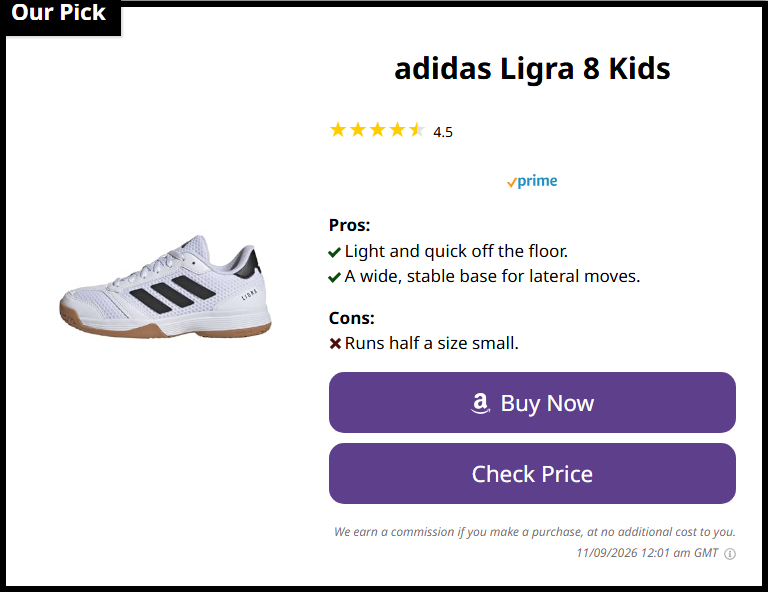 Our Pick
adidas Ligra 8 Kids
4.5
prime
Pros:
Light and quick off the floor.
A wide, stable base for lateral moves.
Cons:
Runs half a size small.
LIGRA
Buy Now
Check Price
We earn a commission if you make a purchase, at no additional cost to you.
11/09/2026 12:01 am GMT